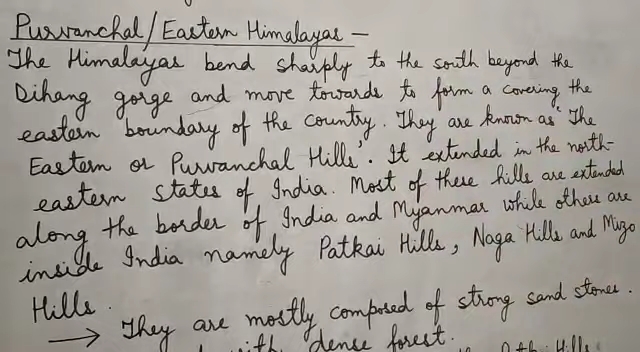 Purvanchal/Eastern Himalayas —
The Himalayas bend sharply to the south beyond the
Dihang gorge and move towards to form a covering the
eastern boundary of the country. They are known as 'The
Eastern or Purvanchal Hills'. It extended in the north-
eastern states of India. Most of these hills are extended
along the border of India and Myanmar while others are
inside India namely Patkai Hills, Naga Hills and Mizo
Hills.
→ They are mostly composed of strong sand stones.
with dense forest. Hills